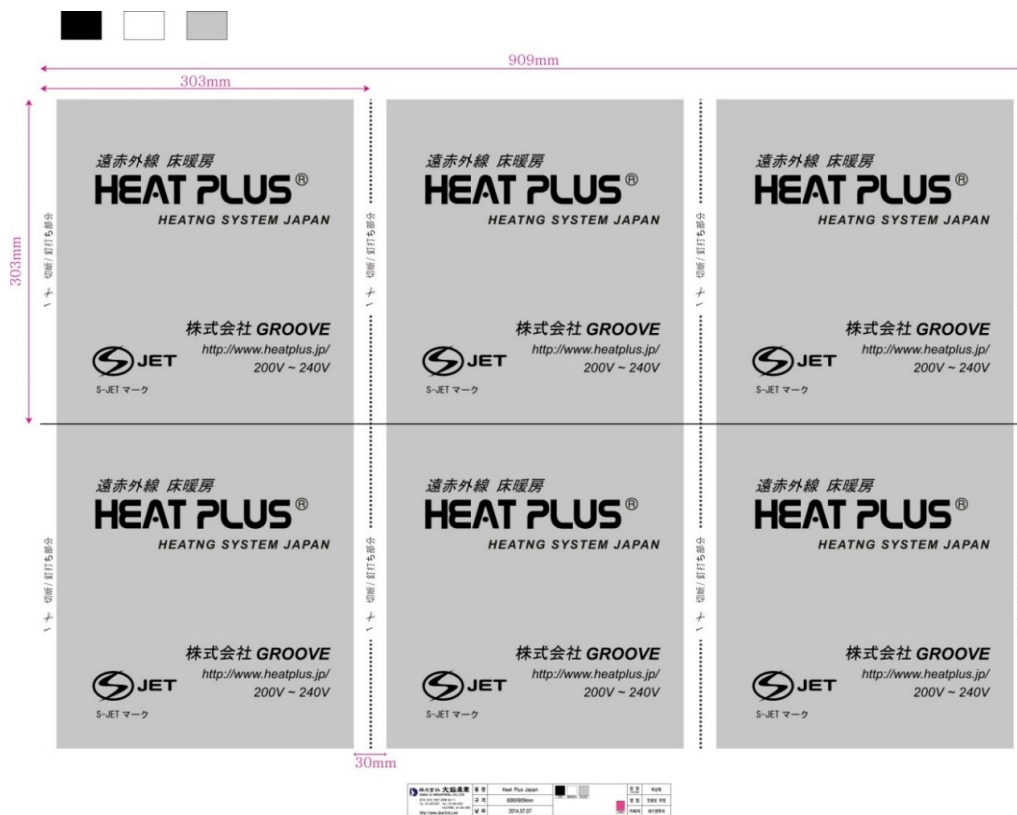 909mm
303mm
303mm
遠赤外線 床暖房
HEAT PLUS®
HEATNG SYSTEM JAPAN
株式会社 GROOVE
http://www.heatplus.jp/
200V ~ 240V
S JET
S-JET マーク
切断/釘打ち部分
遠赤外線 床暖房
HEAT PLUS®
HEATNG SYSTEM JAPAN
株式会社 GROOVE
http://www.heatplus.jp/
200V ~ 240V
S JET
S-JET マーク
切断/釘打ち部分
遠赤外線 床暖房
HEAT PLUS®
HEATNG SYSTEM JAPAN
株式会社 GROOVE
http://www.heatplus.jp/
200V ~ 240V
S JET
S-JET マーク
切断/釘打ち部分
遠赤外線 床暖房
HEAT PLUS®
HEATNG SYSTEM JAPAN
株式会社 GROOVE
http://www.heatplus.jp/
200V ~ 240V
S JET
S-JET マーク
切断/釘打ち部分
遠赤外線 床暖房
HEAT PLUS®
HEATNG SYSTEM JAPAN
株式会社 GROOVE
http://www.heatplus.jp/
200V ~ 240V
S JET
S-JET マーク
切断/釘打ち部分
遠赤外線 床暖房
HEAT PLUS®
HEATNG SYSTEM JAPAN
株式会社 GROOVE
http://www.heatplus.jp/
200V ~ 240V
S JET
S-JET マーク
切断/釘打ち部分
30mm
품 명 Heat Plus Japan
규 격
날 짜 2014.07.07